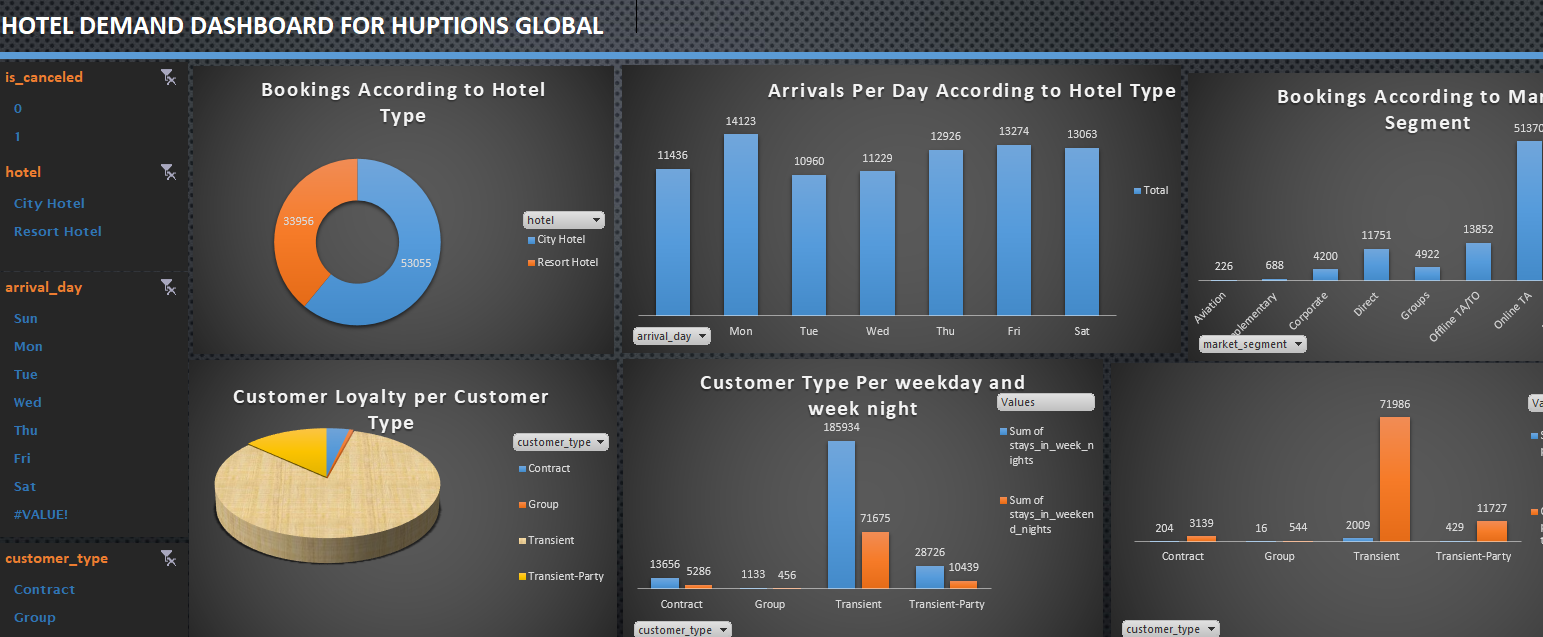 HOTEL DEMAND DASHBOARD FOR HUPTIONS GLOBAL
is_canceled
0
1
hotel
City Hotel
Resort Hotel
arrival_day
Sun
Mon
Tue
Wed
Thu
Fri
Sat
#VALUE!
customer_type
Contract
Group
Bookings According to Hotel
Type
33956
53055
hotel
City Hotel
Resort Hotel
Arrivals Per Day According to Hotel Type
11436
14123
10960
11229
12926
13274
13063
Total
Mon
Tue
Wed
Thu
Fri
Sat
arrival_day
Bookings According to Mar
Segment
226
688
4200
11751
4922
13852
51370
Aviation
plementary
Corporate
Direct
Groups
Offline TA/TO
Online TA
market_segment
Customer Loyalty per Customer
Type
customer_type
Contract
Group
Transient
Transient-Party
Customer Type Per weekday and
week night
Values
Sum of
stays_in_week_n
ights
Sum of
stays_in_weeken
d_nights
13656
5286
1133
456
185934
71675
28726
10439
Contract
Group
Transient
Transient-Party
customer_type
Va
204
3139
16
544
2009
71986
429
11727
Contract
Group
Transient
Transient-Party
customer_type